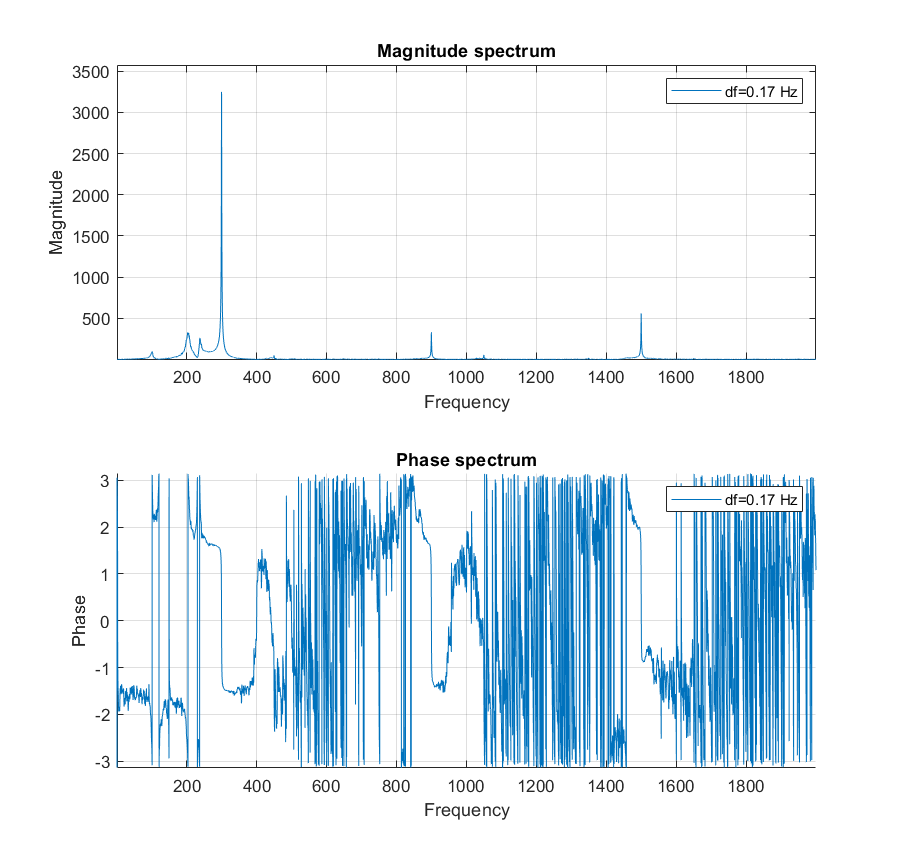 Magnitude spectrum
3500
3000
2500
2000
1500
1000
500
Magnitude
df=0.17 Hz
200 400 600 800 1000 1200 1400 1600 1800
Frequency
Phase spectrum
3
2
1
0
-1
-2
-3
Phase
df=0.17 Hz
200 400 600 800 1000 1200 1400 1600 1800
Frequency